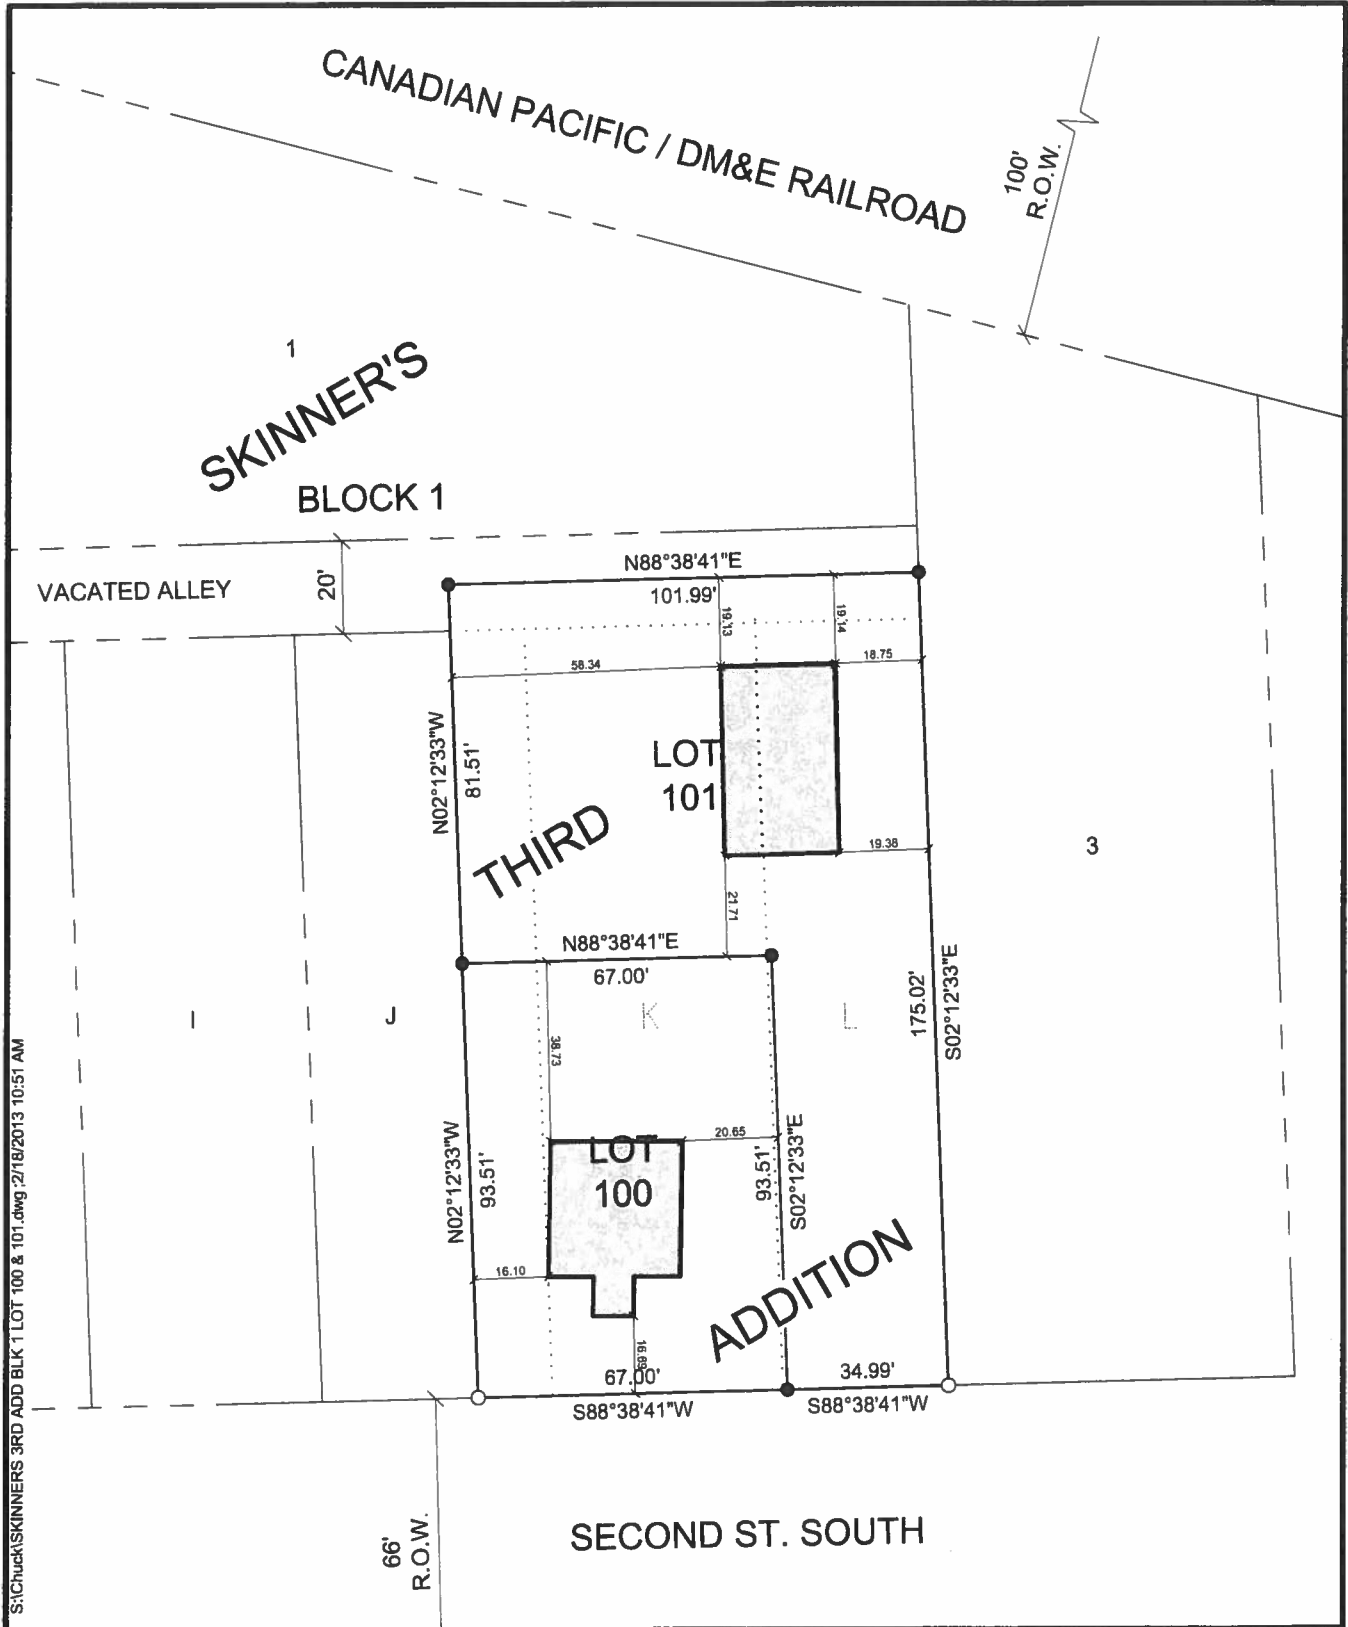 CANADIAN PACIFIC / DM&E RAILROAD
100'
R.O.W.
1
SKINNER'S
BLOCK 1
VACATED ALLEY
20'
N88°38'41"E
101.99'
19.13
19.14
58.34
18.75
N02°12'33"W
81.51'
LOT
101
THIRD
19.38
3
21.71
N88°38'41"E
67.00'
I
J
K
L
175.02'
S02°12'33"E
38.73
LOT
100
20.65
N02°12'33"W
93.51'
93.51'
S02°12'33"E
16.10
ADDITION
16.69
67.00'
34.99'
S88°38'41"W
S88°38'41"W
66'
R.O.W.
SECOND ST. SOUTH
S:\Chuck\SKINNERS 3RD ADD BLK 1 LOT 100 & 101.dwg ;2/18/2013 10:51 AM